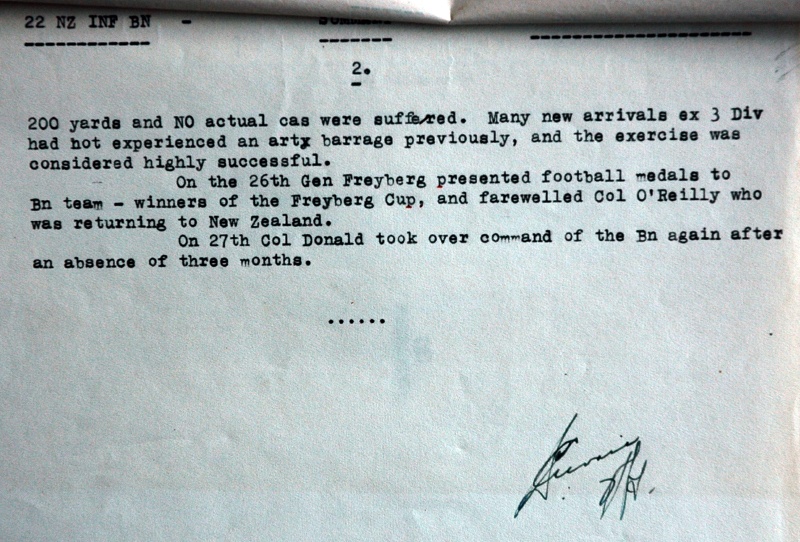 22 NZ INF BN -
2.
200 yards and NO actual cas were suffered. Many new arrivals ex 3 Div
had not experienced an arty barrage previously, and the exercise was
considered highly successful.
On the 26th Gen Freyberg presented football medals to
Bn team - winners of the Freyberg Cup, and farewelled Col O'Reilly who
was returning to New Zealand.
On 27th Col Donald took over command of the Bn again after
an absence of three months.
......